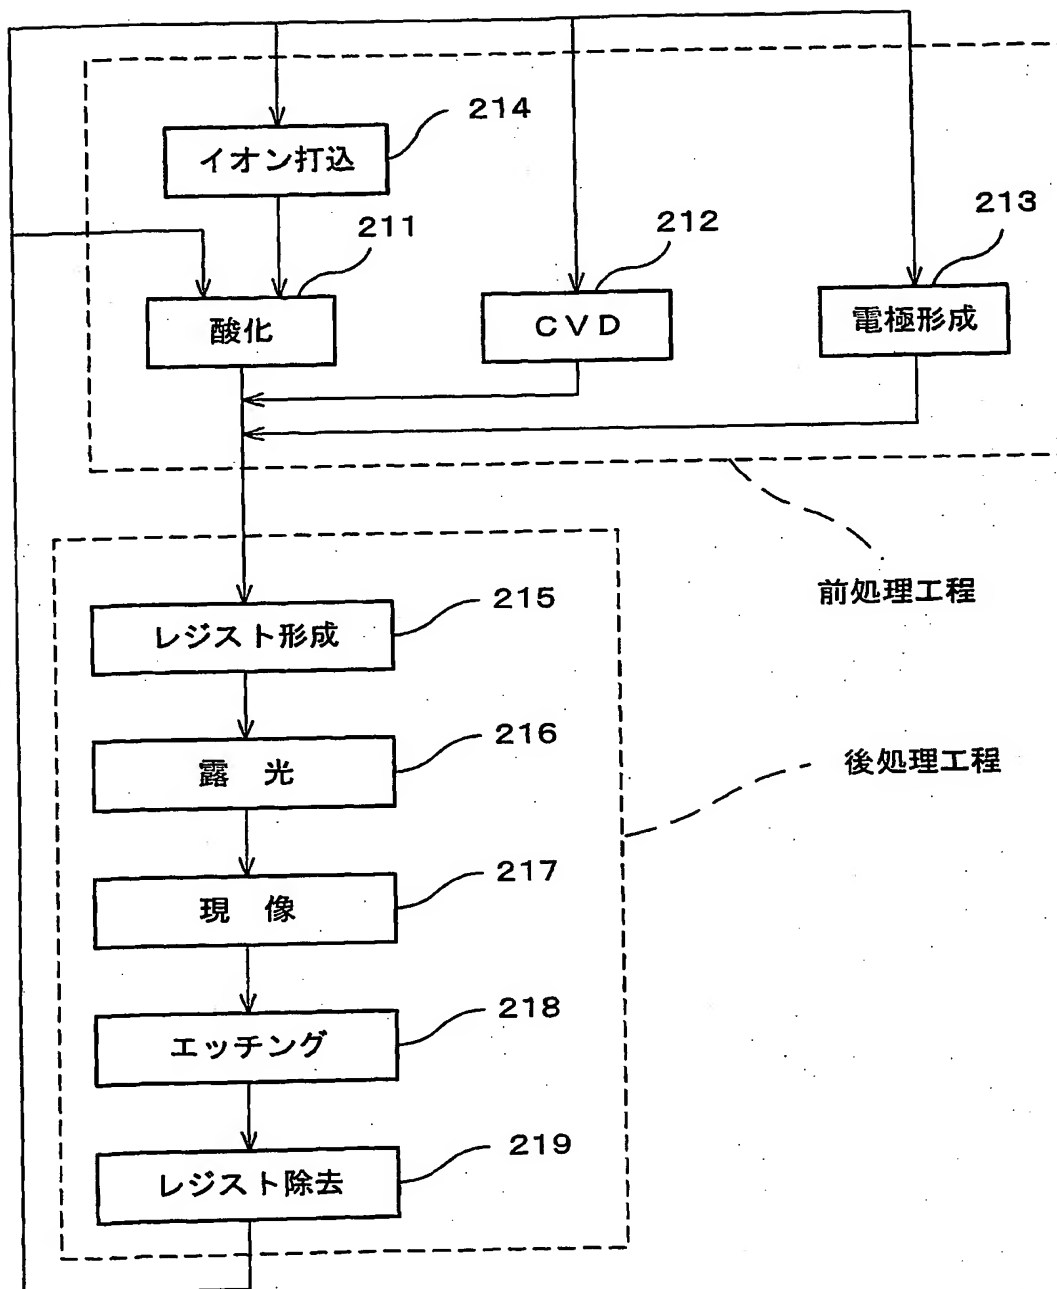 214
イオン打込
211
212
213
酸化
CVD
電極形成
前処理工程
215
レジスト形成
216
露 光
後処理工程
217
現 像
218
エッチング
219
レジスト除去